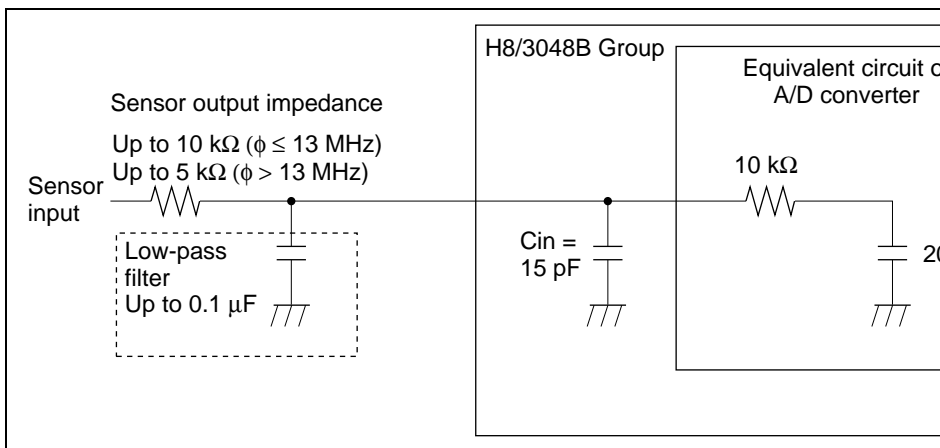 H8/3048B Group
Equivalent circuit
A/D converter
Sensor output impedance
Up to 10 kΩ (ϕ ≤ 13 MHz)
Up to 5 kΩ (ϕ > 13 MHz)
Sensor
input
10 kΩ
Low-pass
filter
Up to 0.1 μF
Cin =
15 pF